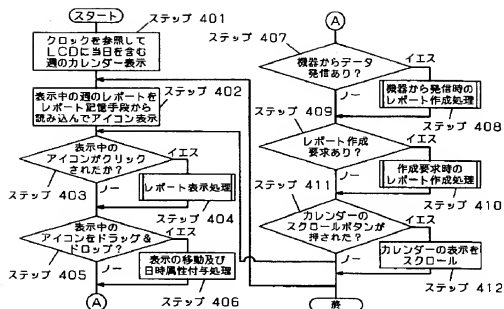 スタート
ステップ 401
クロックを参照して
LCDに当日を含む
週のカレンダー表示
ステップ 402
表示中の週のレポートを
レポート記憶手段から
読み込んでアイコン表示
表示中の
アイコンがクリック
されたか?
イエス
ステップ 403
ノー
レポート表示処理
ステップ 404
表示中の
アイコンをドラッグ&
ドロップ?
イエス
ステップ 405
ノー
表示の移動及び
日時属性付与処理
ステップ 406
A
A
ステップ 407
機器からデータ
発信あり?
イエス
ノー
機器から発信時の
レポート作成処理
ステップ 408
ステップ 409
レポート作成
要求あり?
イエス
ノー
作成要求時の
レポート作成処理
ステップ 410
ステップ 411
カレンダーの
スクロールボタンが
押された?
イエス
ノー
カレンダーの表示を
スクロール
ステップ 412
終